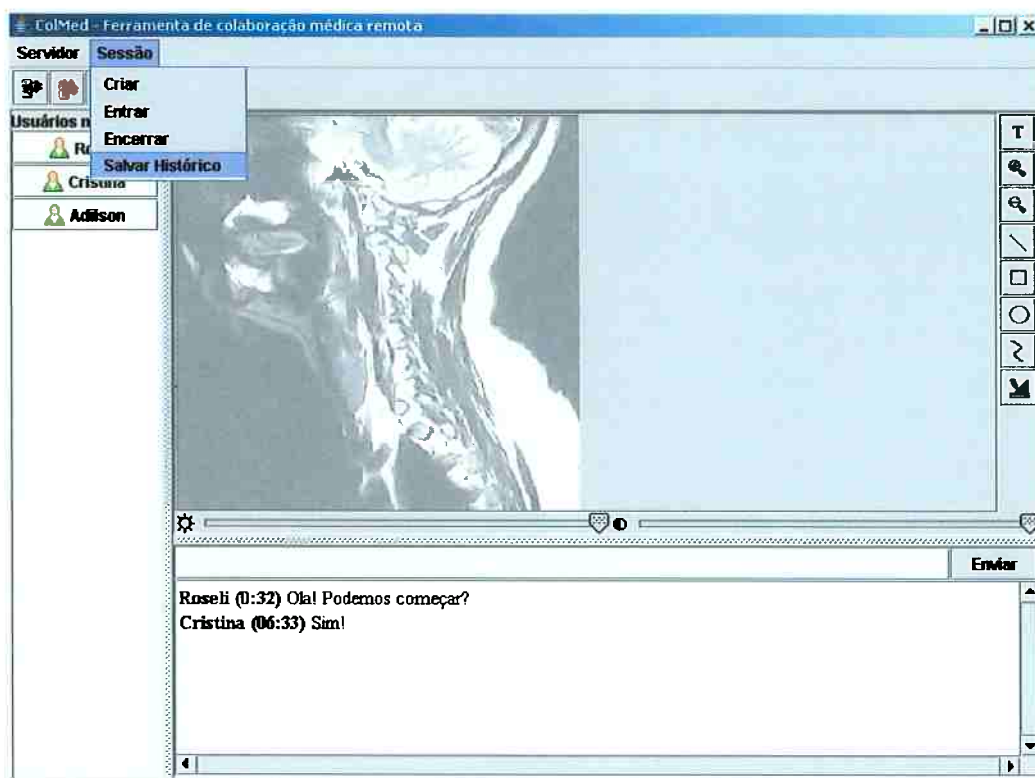 ColMed - Ferramenta de colaboração médica remota
Servidor Sessão
Criar
Entrar
Encerrar
Salvar Histórico
Usuários
Cristina
Adilson
T
Enviar
Roseli (0:32) Ola! Podemos começar?
Cristina (06:33) Sim!